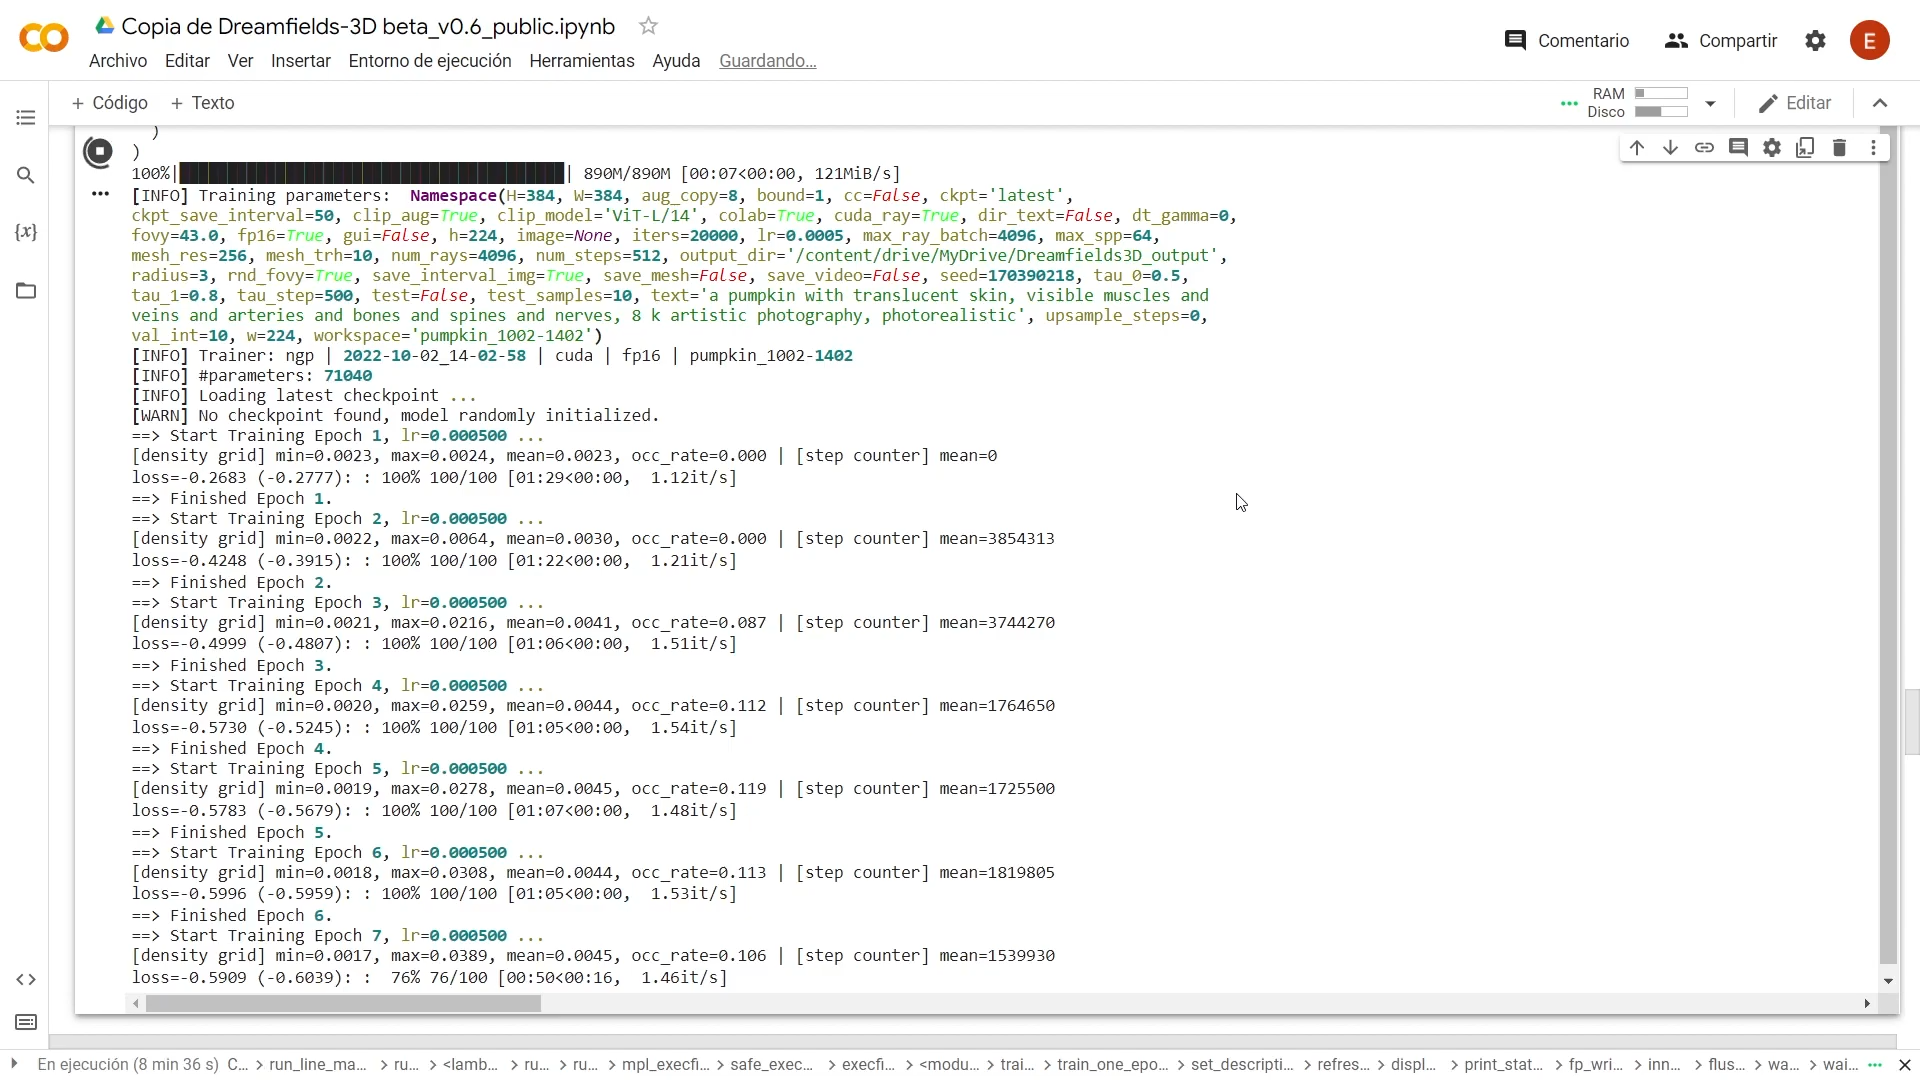 Copia de Dreamfields-3D beta_v0.6_public.ipynb
Archivo Editar Ver Insertar Entorno de ejecución Herramientas Ayuda Guardando...
Comentario Compartir E
+ Código + Texto
RAM
Disco
Editar
)
)
100%| | 890M/890M [00:07<00:00, 121MiB/s]
[INFO] Training parameters: Namespace(H=384, W=384, aug_copy=8, bound=1, cc=False, ckpt='latest',
ckpt_save_interval=50, clip_aug=True, clip_model='ViT-L/14', colab=True, cuda_ray=True, dir_text=False, dt_gamma=0,
fovy=43.0, fp16=True, gui=False, h=224, image=None, iters=20000, lr=0.0005, max_ray_batch=4096, max_spp=64,
mesh_res=256, mesh_trh=10, num_rays=4096, num_steps=512, output_dir='/content/drive/MyDrive/Dreamfields3D_output',
radius=3, rnd_fovy=True, save_interval_img=True, save_mesh=False, save_video=False, seed=170390218, tau_0=0.5,
tau_1=0.8, tau_step=500, test=False, test_samples=10, text='a pumpkin with translucent skin, visible muscles and
veins and arteries and bones and spines and nerves, 8 k artistic photography, photorealistic', upsample_steps=0,
val_int=10, w=224, workspace='pumpkin_1002-1402')
[INFO] Trainer: ngp | 2022-10-02_14-02-58 | cuda | fp16 | pumpkin_1002-1402
[INFO] #parameters: 71040
[INFO] Loading latest checkpoint ...
[WARN] No checkpoint found, model randomly initialized.
==> Start Training Epoch 1, lr=0.000500 ...
[density grid] min=0.0023, max=0.0024, mean=0.0023, occ_rate=0.000 | [step counter] mean=0
loss=-0.2683 (-0.2777): : 100% 100/100 [01:29<00:00, 1.12it/s]
==> Finished Epoch 1.
==> Start Training Epoch 2, lr=0.000500 ...
[density grid] min=0.0022, max=0.0064, mean=0.0030, occ_rate=0.000 | [step counter] mean=3854313
loss=-0.4248 (-0.3915): : 100% 100/100 [01:22<00:00, 1.21it/s]
==> Finished Epoch 2.
==> Start Training Epoch 3, lr=0.000500 ...
[density grid] min=0.0021, max=0.0216, mean=0.0041, occ_rate=0.087 | [step counter] mean=3744270
loss=-0.4999 (-0.4807): : 100% 100/100 [01:06<00:00, 1.51it/s]
==> Finished Epoch 3.
==> Start Training Epoch 4, lr=0.000500 ...
[density grid] min=0.0020, max=0.0259, mean=0.0044, occ_rate=0.112 | [step counter] mean=1764650
loss=-0.5730 (-0.5245): : 100% 100/100 [01:05<00:00, 1.54it/s]
==> Finished Epoch 4.
==> Start Training Epoch 5, lr=0.000500 ...
[density grid] min=0.0019, max=0.0278, mean=0.0045, occ_rate=0.119 | [step counter] mean=1725500
loss=-0.5783 (-0.5679): : 100% 100/100 [01:07<00:00, 1.48it/s]
==> Finished Epoch 5.
==> Start Training Epoch 6, lr=0.000500 ...
[density grid] min=0.0018, max=0.0308, mean=0.0044, occ_rate=0.113 | [step counter] mean=1819805
loss=-0.5996 (-0.5959): : 100% 100/100 [01:05<00:00, 1.53it/s]
==> Finished Epoch 6.
==> Start Training Epoch 7, lr=0.000500 ...
[density grid] min=0.0017, max=0.0389, mean=0.0045, occ_rate=0.106 | [step counter] mean=1539930
loss=-0.5909 (-0.6039): : 76% 76/100 [00:50<00:16, 1.46it/s]
En ejecución (8 min 36 s) C... > run_line_ma... > ru... > <lamb... > ru... > ru... > mpl_execfi... > safe_exec... > execfi... > <modu... > trai... > train_one_epo... > set_descripti... > refres... > displ... > print_stat... > fp_wri... > inn... > flus... > wa... > wai...